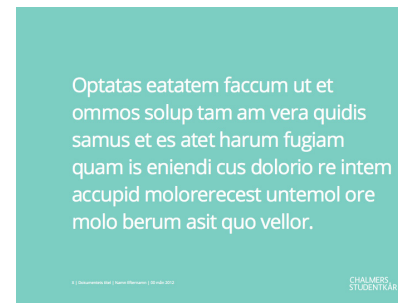 Optatas eatatem faccum ut et
ommos solup tam am vera quidis
samus et es atet harum fugiam
quam is eniendi cus dolorio re intem
accupid molorerecest untemol ore
molo berum asit quo vellor.
CHALMERS
STUDENTKÅR